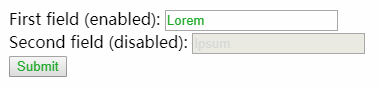 First field (enabled): Lorem
Second field (disabled): Ipsum
Submit